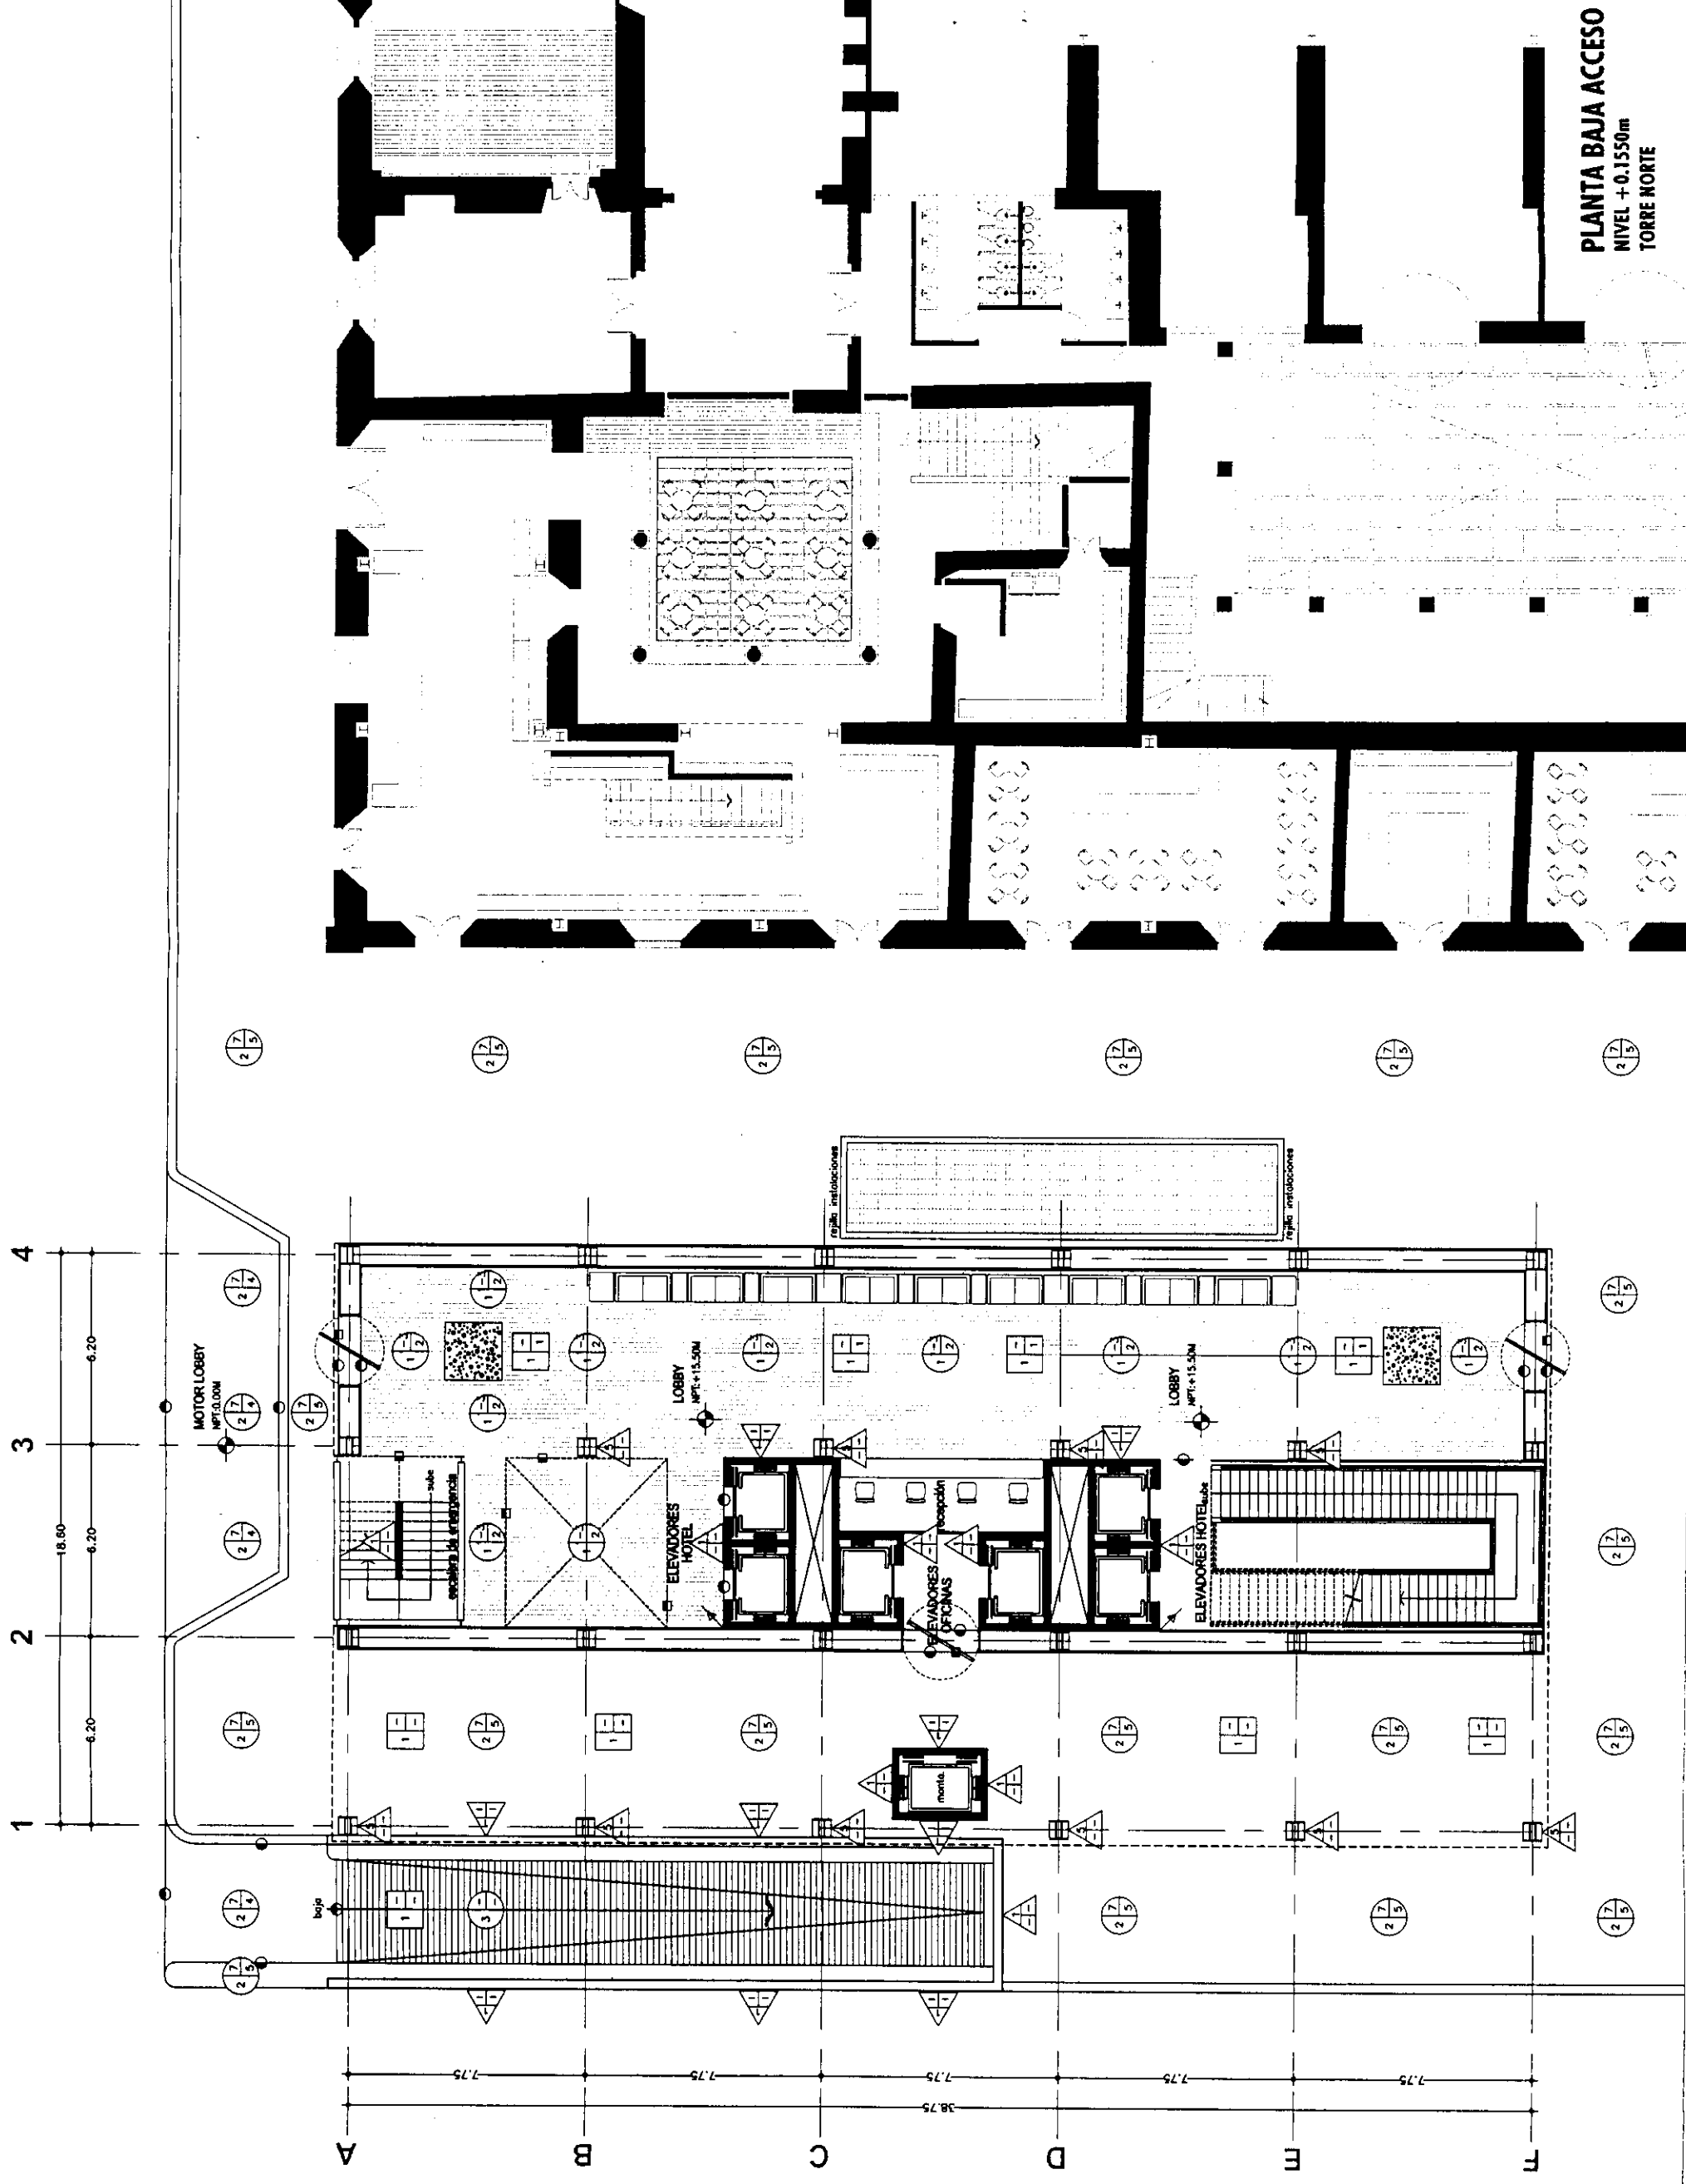 PLANTA BAJA ACCESO
NIVEL +0.1550m
TORRE NORTE
1
2
3
4
18.60
6.20
6.20
6.20
A
B
C
D
E
F
7.75
7.75
7.75
7.75
7.75
38.75
MOTOR LOBBY
NPT:0.00M
LOBBY
NPT:+15.50M
LOBBY
NPT:+15.50M
escalera de emergencia
sube
ELEVADORES
HOTEL
recepción
ELEVADORES
OFICINAS
ELEVADORES HOTEL
sube
monta.
baja
rejilla instalaciones
rejilla instalaciones